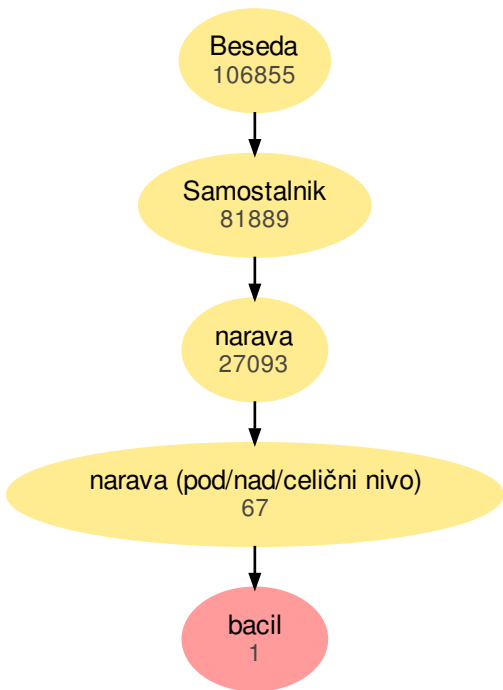 Beseda
106855
Samostalnik
81889
narava
27093
narava (pod/nad/celični nivo)
67
bacil
1